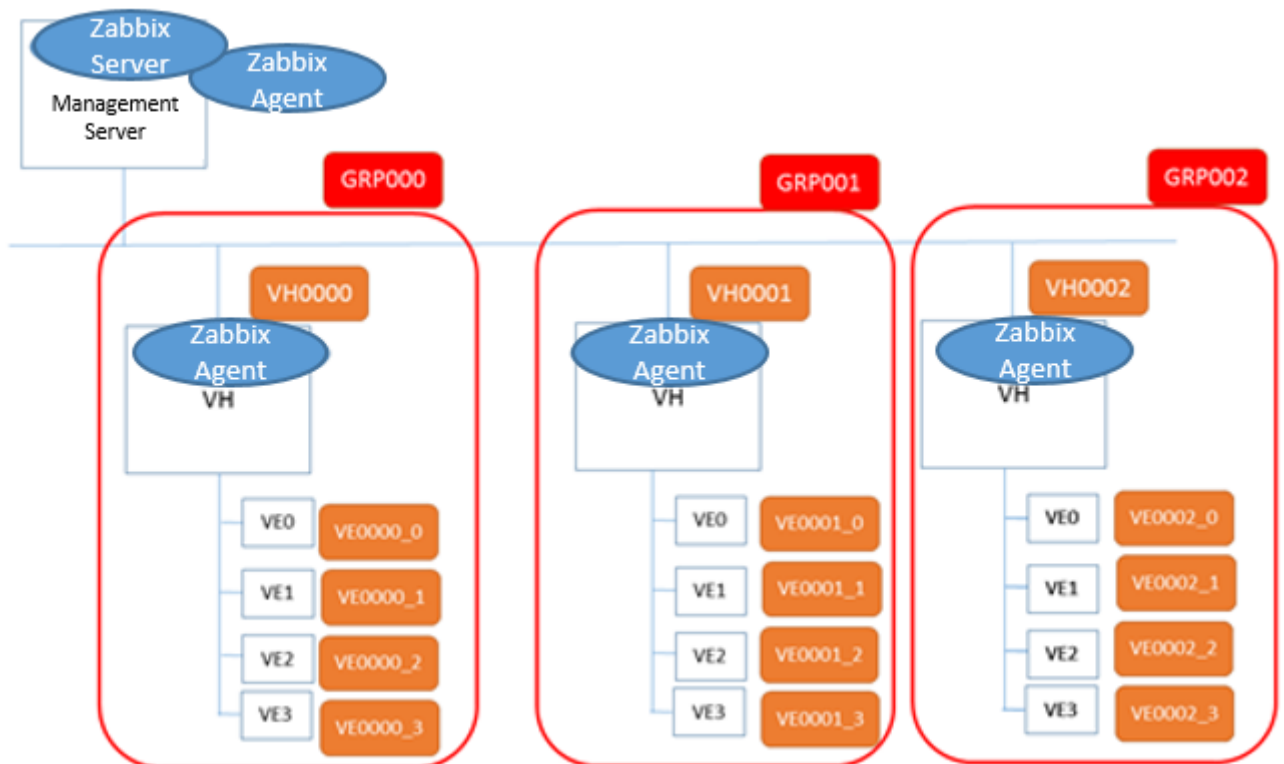 Zabbix
Server
Zabbix
Agent
Management
Server
GRP000
GRP001
GRP002
VH0000
VH0001
VH0002
Zabbix
Agent
VH
Zabbix
Agent
VH
Zabbix
Agent
VH
VE0
VE0000_0
VE1
VE0000_1
VE2
VE0000_2
VE3
VE0000_3
VE0
VE0001_0
VE1
VE0001_1
VE2
VE0001_2
VE3
VE0001_3
VE0
VE0002_0
VE1
VE0002_1
VE2
VE0002_2
VE3
VE0002_3